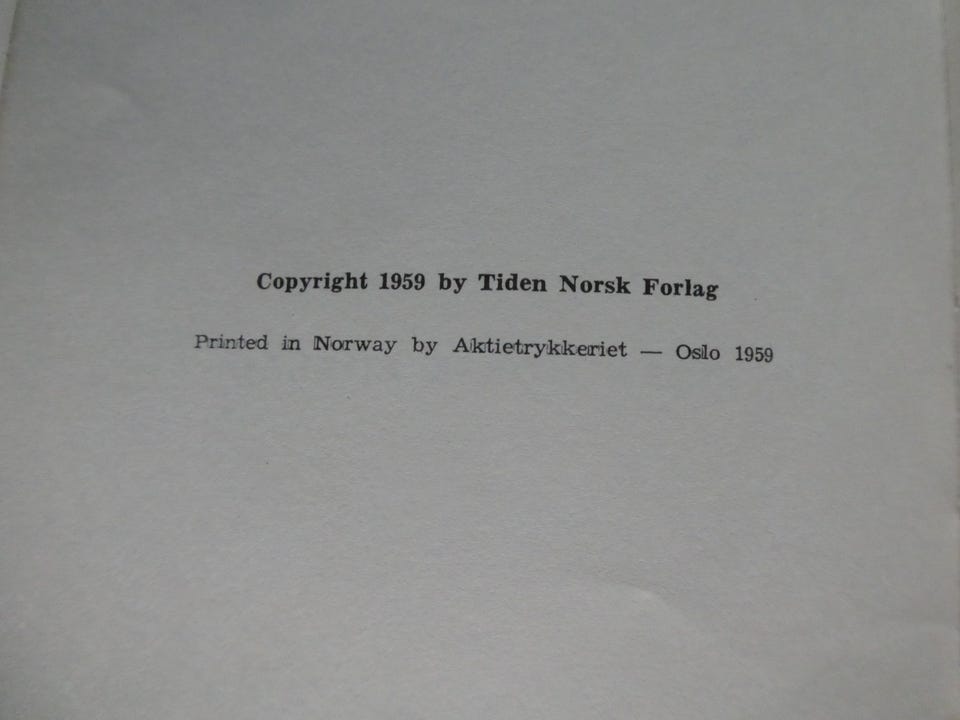 Copyright 1959 by Tiden Norsk Forlag
Printed in Norway by Aktietrykkeriet — Oslo 1959